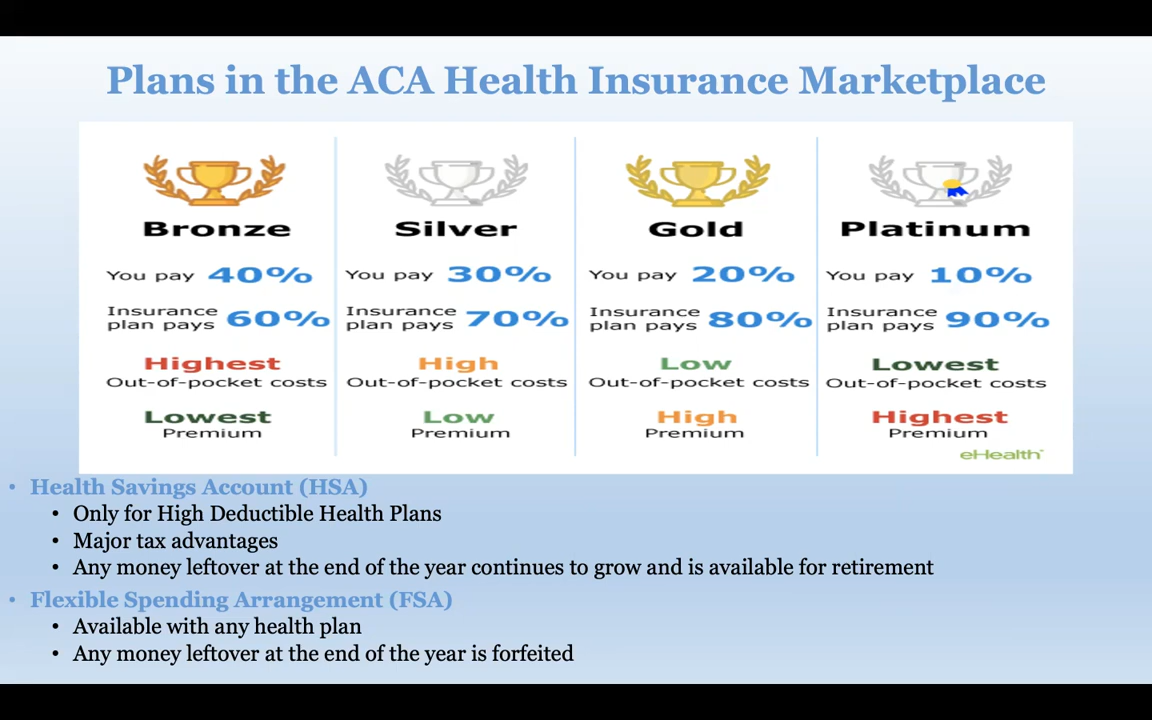 Plans in the ACA Health Insurance Marketplace
Bronze
You pay 40%
Insurance plan pays 60%
Highest
Out-of-pocket costs
Lowest
Premium
Silver
You pay 30%
Insurance plan pays 70%
High
Out-of-pocket costs
Low
Premium
Gold
You pay 20%
Insurance plan pays 80%
Low
Out-of-pocket costs
High
Premium
Platinum
You pay 10%
Insurance plan pays 90%
Lowest
Out-of-pocket costs
Highest
Premium
eHealth
• Health Savings Account (HSA)
• Only for High Deductible Health Plans
• Major tax advantages
• Any money leftover at the end of the year continues to grow and is available for retirement
• Flexible Spending Arrangement (FSA)
• Available with any health plan
• Any money leftover at the end of the year is forfeited